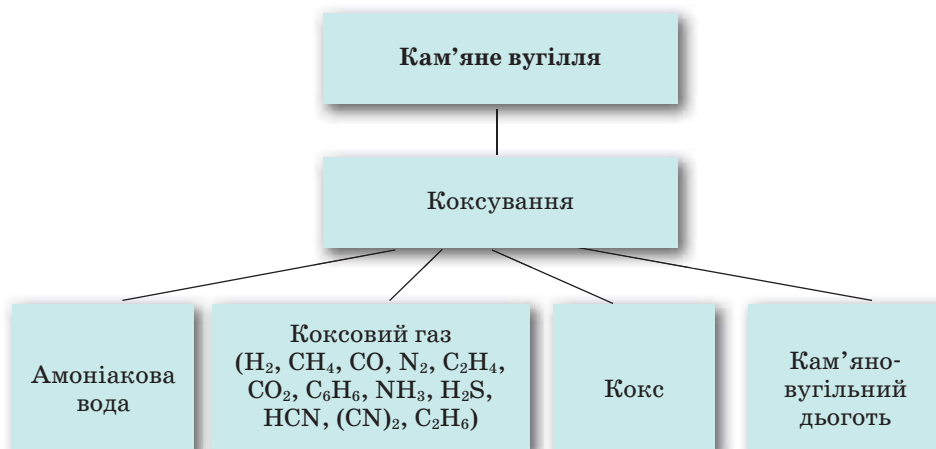 Кам’яне вугілля
Коксування
Амоніакова
вода
Коксовий газ
(H₂, CH₄, CO, N₂, C₂H₄,
CO₂, C₆H₆, NH₃, H₂S,
HCN, (CN)₂, C₂H₆)
Кокс
Кам’яно-
вугільний
дьоготь